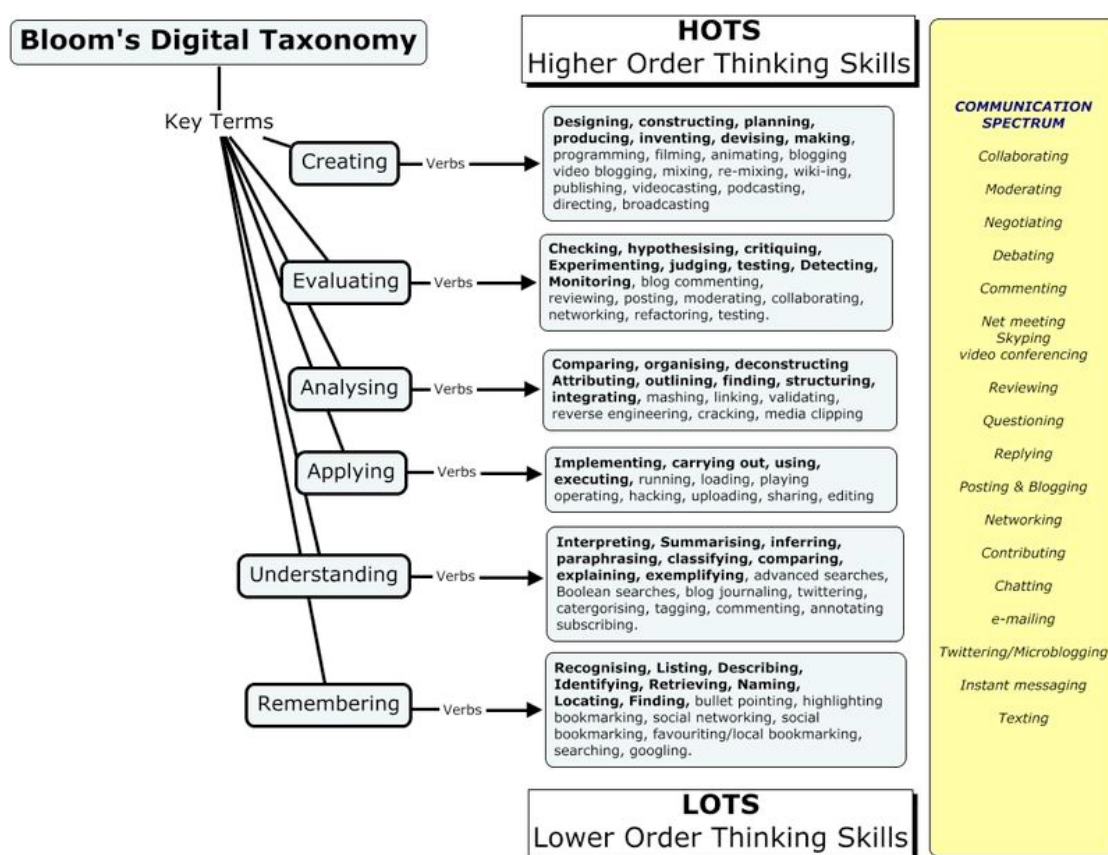 Bloom's Digital Taxonomy
HOTS
Higher Order Thinking Skills
Key Terms
Creating
Verbs
Designing, constructing, planning,
producing, inventing, devising, making,
programming, filming, animating, blogging
video blogging, mixing, re-mixing, wiki-ing,
publishing, videocasting, podcasting,
directing, broadcasting
Evaluating
Verbs
Checking, hypothesising, critiquing,
Experimenting, judging, testing, Detecting,
Monitoring, blog commenting,
reviewing, posting, moderating, collaborating,
networking, refactoring, testing.
Analysing
Verbs
Comparing, organising, deconstructing
Attributing, outlining, finding, structuring,
integrating, mashing, linking, validating,
reverse engineering, cracking, media clipping
Applying
Verbs
Implementing, carrying out, using,
executing, running, loading, playing
operating, hacking, uploading, sharing, editing
Understanding
Verbs
Interpreting, Summarising, inferring,
paraphrasing, classifying, comparing,
explaining, exemplifying, advanced searches,
Boolean searches, blog journaling, twittering,
catergorising, tagging, commenting, annotating
subscribing.
Remembering
Verbs
Recognising, Listing, Describing,
Identifying, Retrieving, Naming,
Locating, Finding, bullet pointing, highlighting
bookmarking, social networking, social
bookmarking, favouriting/local bookmarking,
searching, googling.
LOTS
Lower Order Thinking Skills
COMMUNICATION
SPECTRUM
Collaborating
Moderating
Negotiating
Debating
Commenting
Net meeting
Skyping
video conferencing
Reviewing
Questioning
Replying
Posting & Blogging
Networking
Contributing
Chatting
e-mailing
Twittering/Microblogging
Instant messaging
Texting